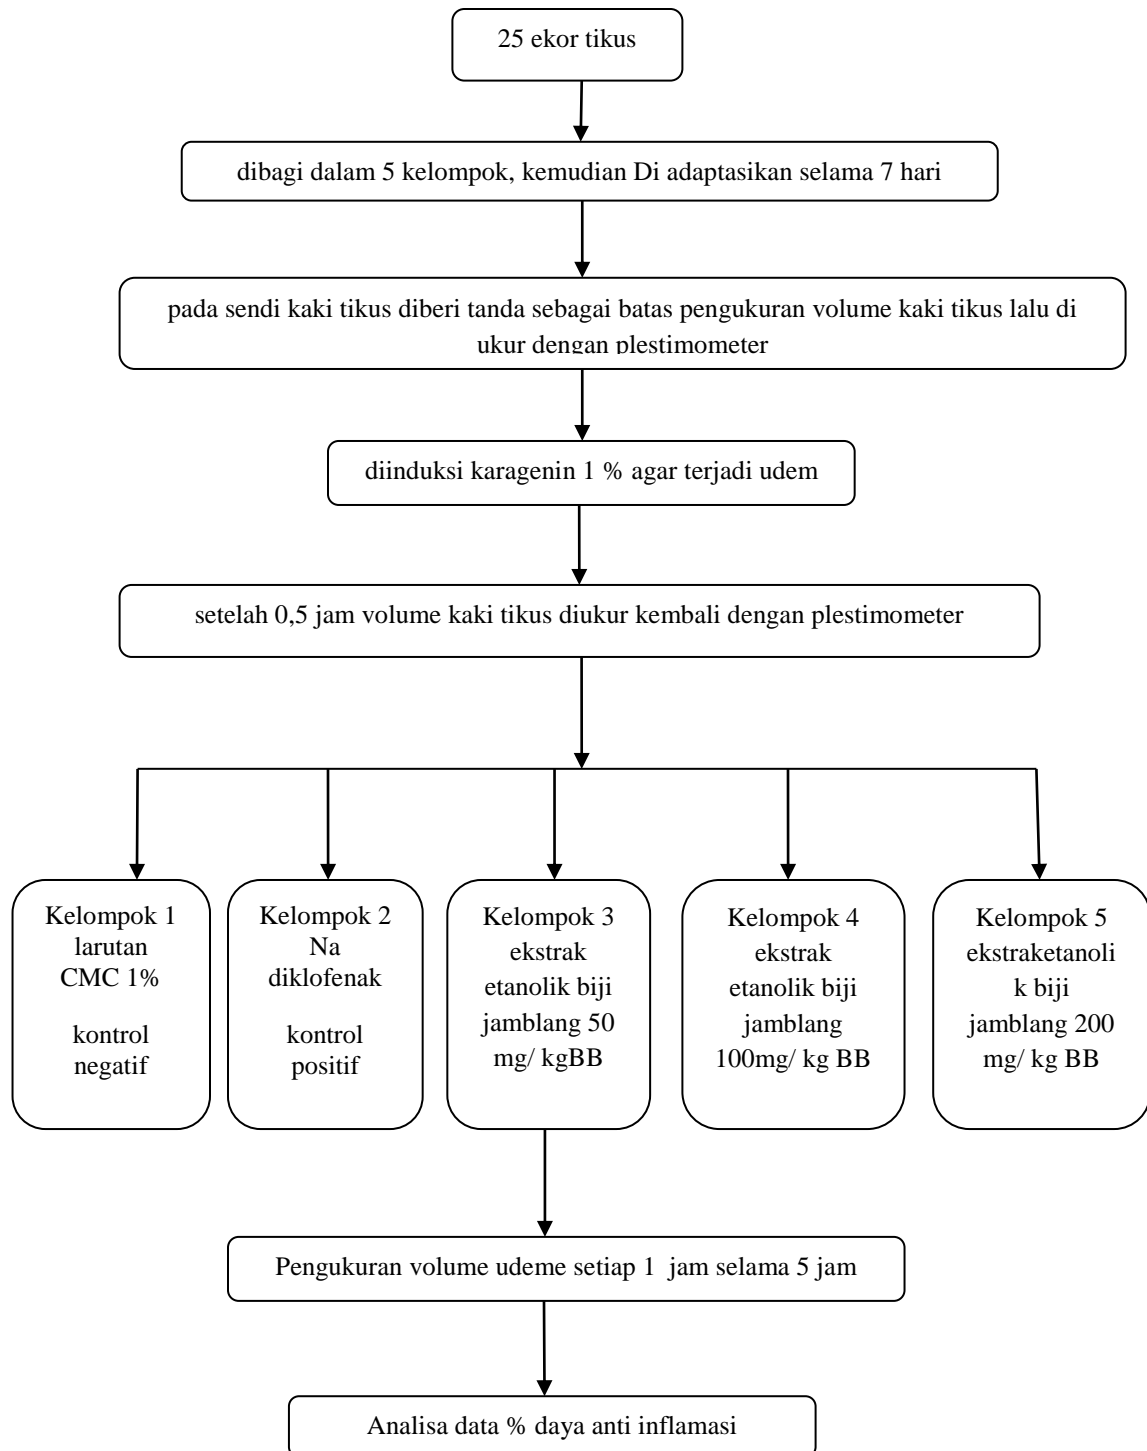 25 ekor tikus
dibagi dalam 5 kelompok, kemudian Di adaptasikan selama 7 hari
pada sendi kaki tikus diberi tanda sebagai batas pengukuran volume kaki tikus lalu di
ukur dengan plestimometer
diinduksi karagenin 1 % agar terjadi udem
setelah 0,5 jam volume kaki tikus diukur kembali dengan plestimometer
Kelompok 1
larutan
CMC 1%
kontrol
negatif
Kelompok 2
Na
diklofenak
kontrol
positif
Kelompok 3
ekstrak
etanolik biji
jamblang 50
mg/ kgBB
Kelompok 4
ekstrak
etanolik biji
jamblang
100mg/ kg BB
Kelompok 5
ekstraketanoli
k biji
jamblang 200
mg/ kg BB
Pengukuran volume udeme setiap 1 jam selama 5 jam
Analisa data % daya anti inflamasi